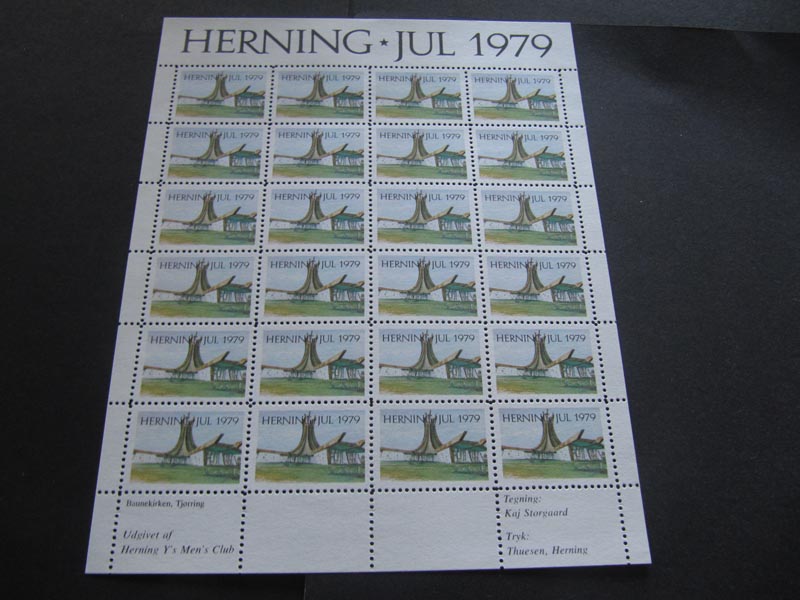 HERNING ★ JUL 1979
HERNING JUL 1979 HERNING JUL 1979 HERNING JUL 1979 HERNING JUL 1979
HERNING JUL 1979 HERNING JUL 1979 HERNING JUL 1979 HERNING JUL 1979
HERNING JUL 1979 HERNING JUL 1979 HERNING JUL 1979 HERNING JUL 1979
HERNING JUL 1979 HERNING JUL 1979 HERNING JUL 1979 HERNING JUL 1979
HERNING JUL 1979 HERNING JUL 1979 HERNING JUL 1979 HERNING JUL 1979
HERNING JUL 1979 HERNING JUL 1979 HERNING JUL 1979 HERNING JUL 1979
Baunekirken, Tjørring
Udgivet af
Herning Y's Men's Club
Tegning:
Kaj Storgaard
Tryk:
Thuesen, Herning